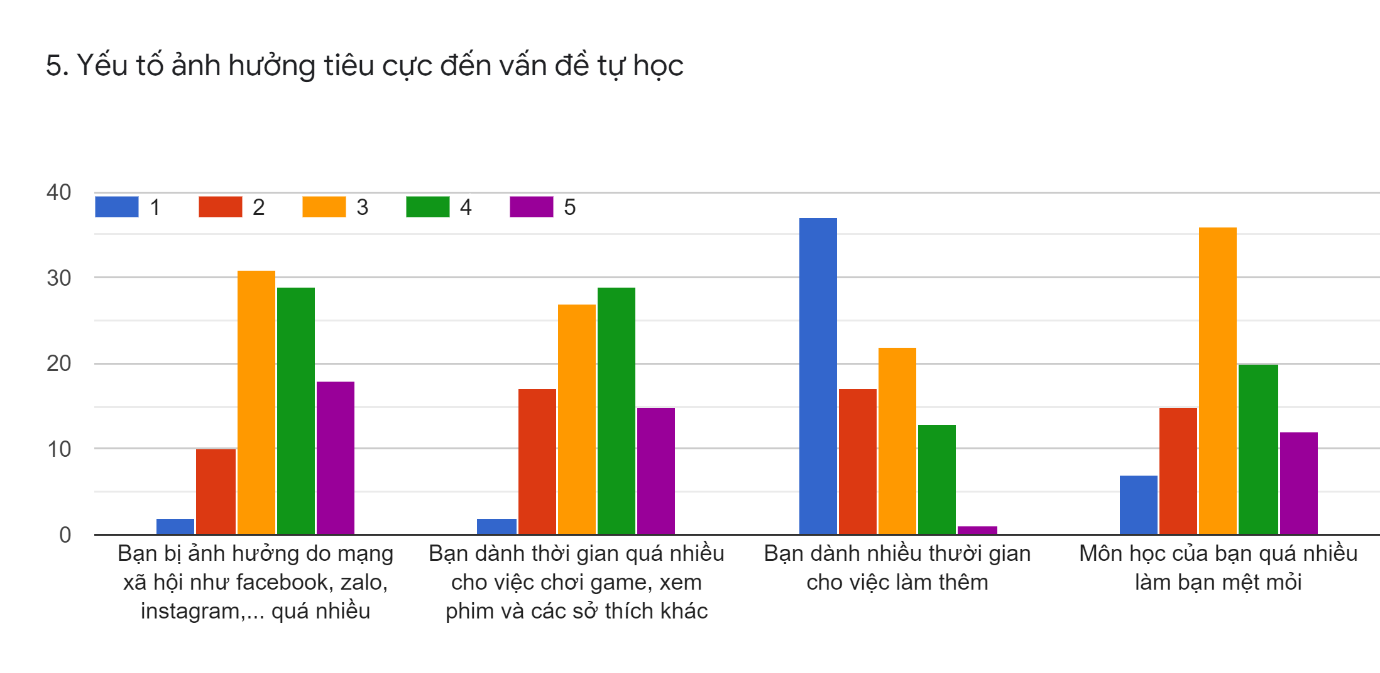 5. Yếu tố ảnh hưởng tiêu cực đến vấn đề tự học
40
1 2 3 4 5
30
20
10
0
Bạn bị ảnh hưởng do mạng
xã hội như facebook, zalo,
instagram,... quá nhiều
Bạn dành thời gian quá nhiều
cho việc chơi game, xem
phim và các sở thích khác
Bạn dành nhiều thười gian
cho việc làm thêm
Môn học của bạn quá nhiều
làm bạn mệt mỏi